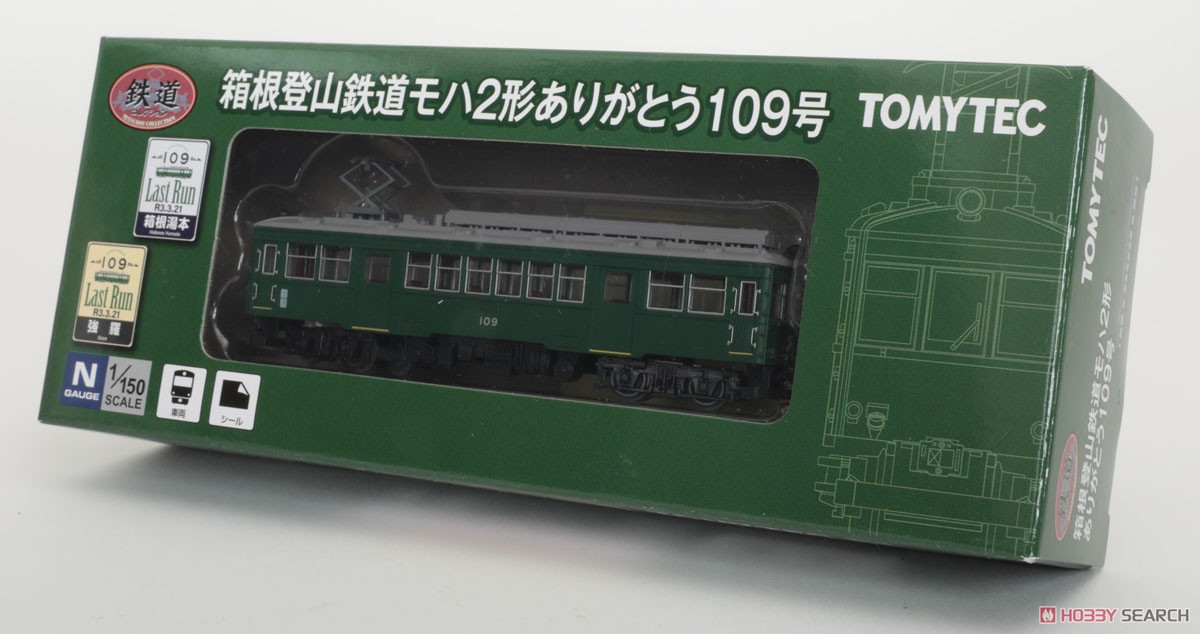 鉄道
箱根登山鉄道モハ2形ありがとう109号
TOMYTEC
109
Last Run
R3.3.21
箱根湯本
109
Last Run
R3.3.21
強羅
Gora
N
GAUGE
1/150
SCALE
車両
シール
109
TOMYTEC
鉄道
箱根登山鉄道モハ2形
ありがとう109号
HOBBY SEARCH